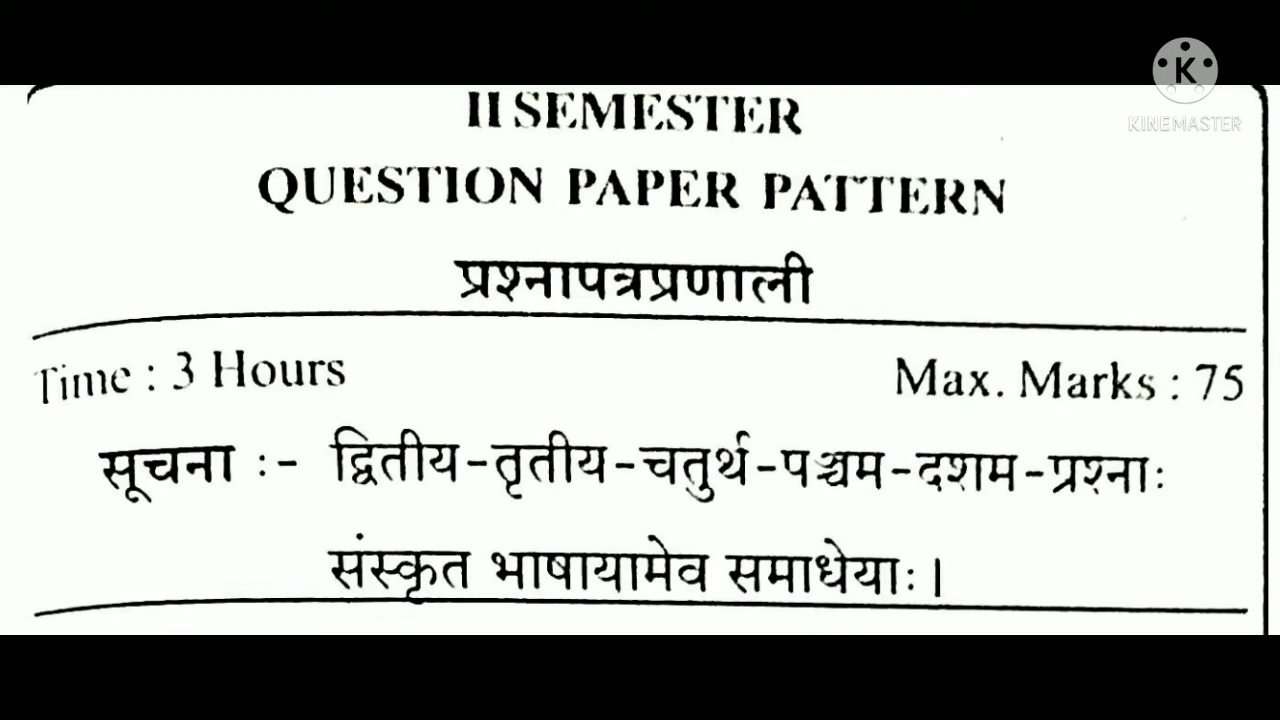 K
KINEMASTER
II SEMESTER
QUESTION PAPER PATTERN
प्रश्नापत्रप्रणाली
Time : 3 Hours Max. Marks : 75
सूचना :- द्वितीय-तृतीय-चतुर्थ-पञ्चम-दशम-प्रश्नाः
संस्कृत भाषायामेव समाधेयाः।